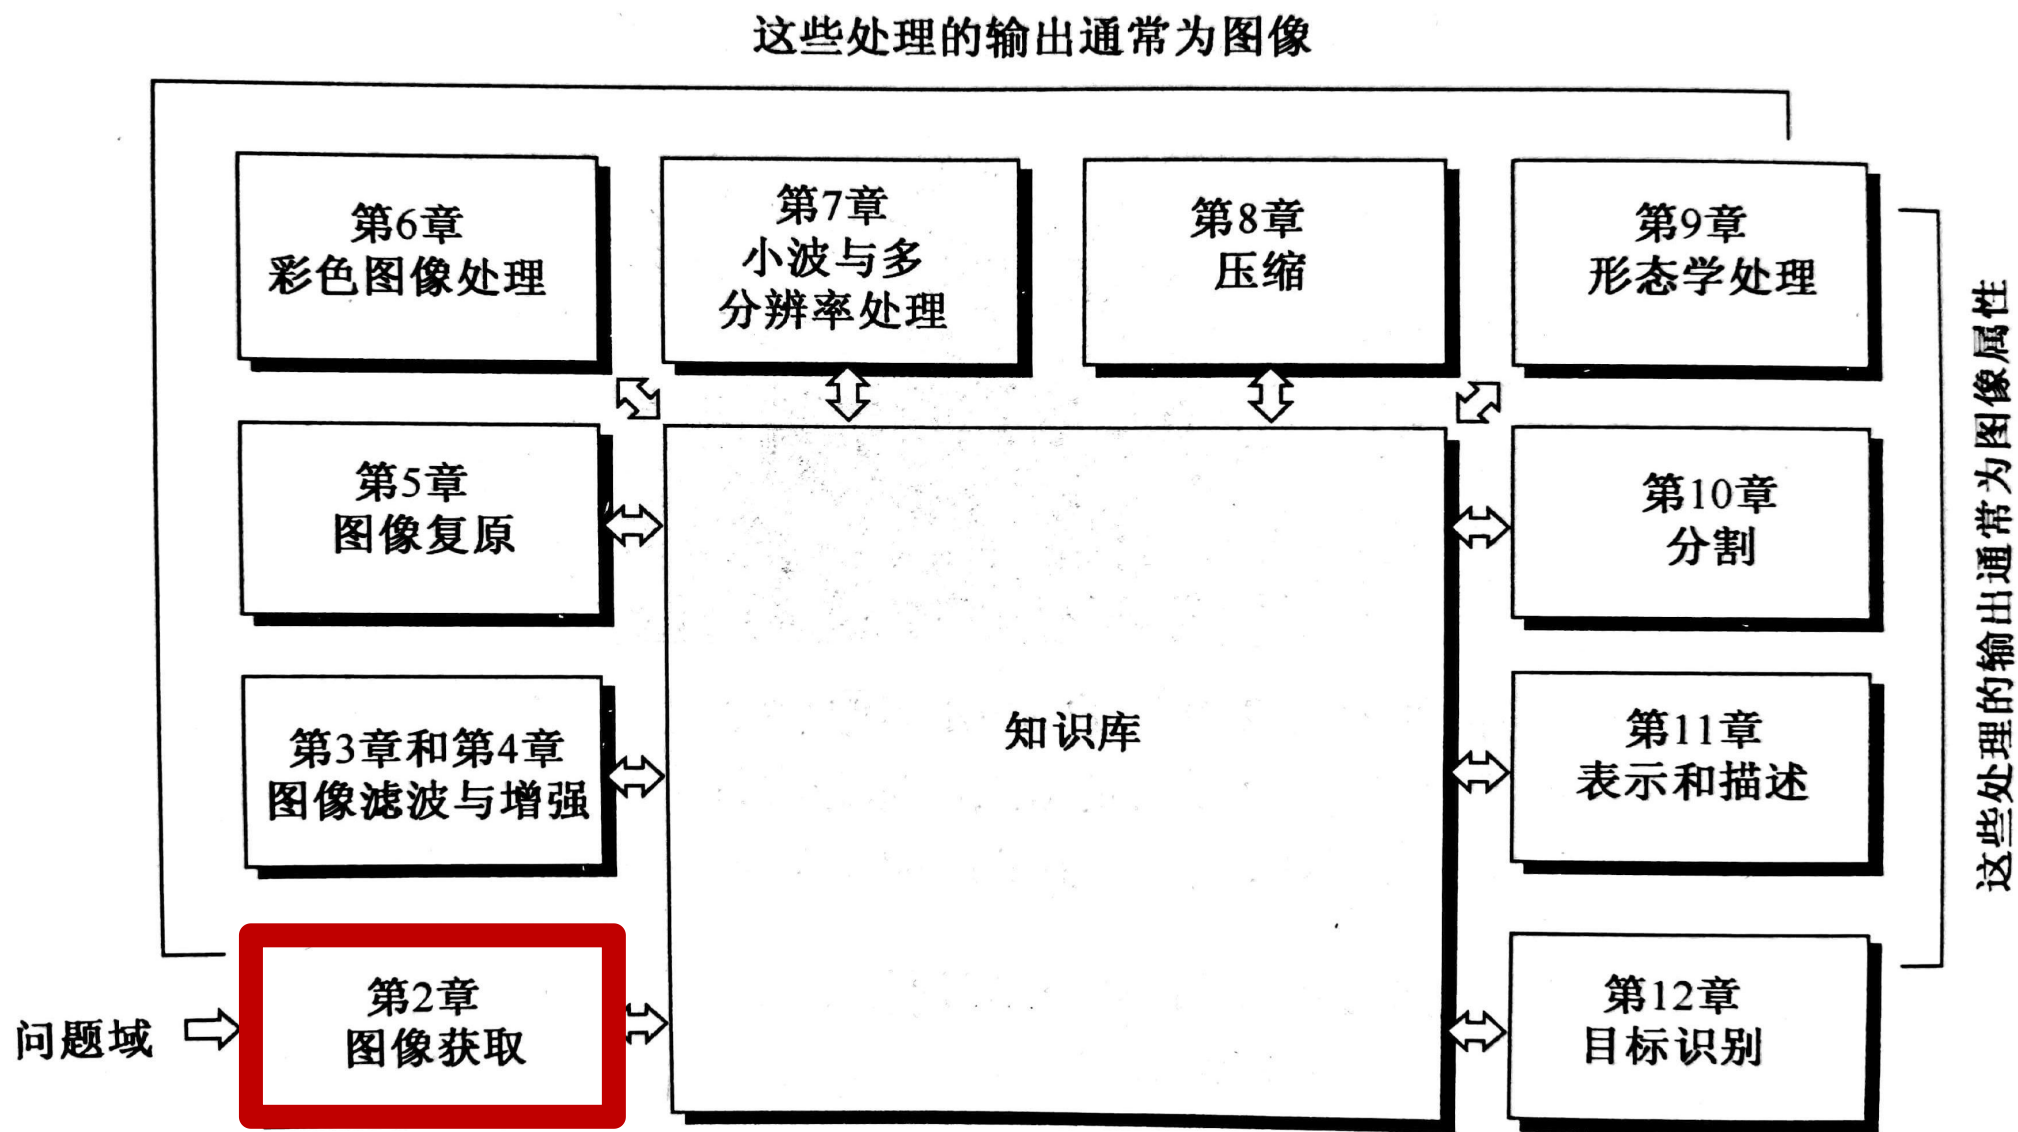 这些处理的输出通常为图像
第6章
彩色图像处理
第7章
小波与多
分辨率处理
第8章
压缩
第9章
形态学处理
第5章
图像复原
第10章
分割
第3章和第4章
图像滤波与增强
知识库
第11章
表示和描述
问题域
第2章
图像获取
第12章
目标识别
这些处理的输出通常为图像属性